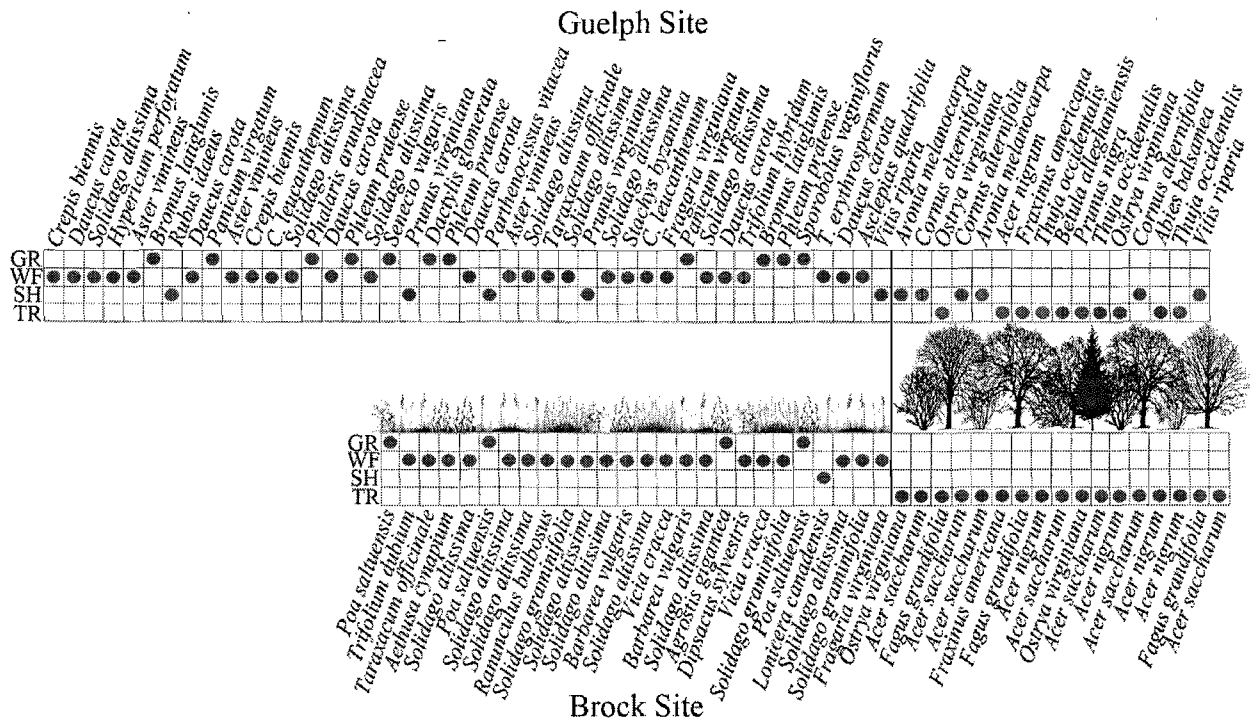 Guelph Site
Crepis biennis
Daucus carota
Solidago altissima
Hypericum perforatum
Aster vimineus
Bromus latiglumis
Rubus idaeus
Daucus carota
Panicum virgatum
Aster vimineus
Crepis biennis
C. leucanthemum
Solidago altissima
Phalaris arundinacea
Daucus carota
Phleum pratense
Solidago altissima
Senecio vulgaris
Prunus virginiana
Dactylis glomerata
Phleum pratense
Daucus carota
Parthenocissus vitacea
Aster vimineus
Solidago altissima
Taraxacum officinale
Solidago altissima
Prunus virginiana
Solidago altissima
Stachys byzantina
C. leucanthemum
Fragaria virginiana
Panicum virgatum
Solidago altissima
Daucus carota
Trifolium hybridum
Bromus latiglumis
Phleum pratense
Sporobolus vaginiflorus
T. erythrospermum
Daucus carota
Asclepias quadrifolia
Vitis riparia
Aronia melanocarpa
Cornus alternifolia
Ostrya virginiana
Cornus alternifolia
Aronia melanocarpa
Acer nigrum
Fraxinus americana
Thuja occidentalis
Betula alleghaniensis
Prunus nigra
Thuja occidentalis
Ostrya virginiana
Cornus alternifolia
Abies balsamea
Thuja occidentalis
Vitis riparia
GR
WF
SH
TR
GR
WF
SH
TR
Poa saltuensis
Trifolium dubium
Taraxacum officinale
Aethusa cynapum
Solidago altissima
Poa saltuensis
Solidago altissima
Solidago altissima
Ranunculus bulbosus
Solidago graminifolia
Solidago altissima
Solidago altissima
Barbarea vulgaris
Solidago altissima
Vicia cracca
Barbarea vulgaris
Solidago altissima
Agrostis gigantea
Dipsacus sylvestris
Vicia cracca
Solidago graminifolia
Poa saltuensis
Lonicera canadensis
Solidago altissima
Solidago graminifolia
Fragaria virginiana
Ostrya virginiana
Acer saccharum
Fagus grandifolia
Acer saccharum
Acer saccharum
Fraxinus americana
Fagus grandifolia
Acer nigrum
Acer saccharum
Ostrya virginiana
Acer saccharum
Acer nigrum
Acer saccharum
Acer nigrum
Acer nigrum
Fagus grandifolia
Acer saccharum
Brock Site